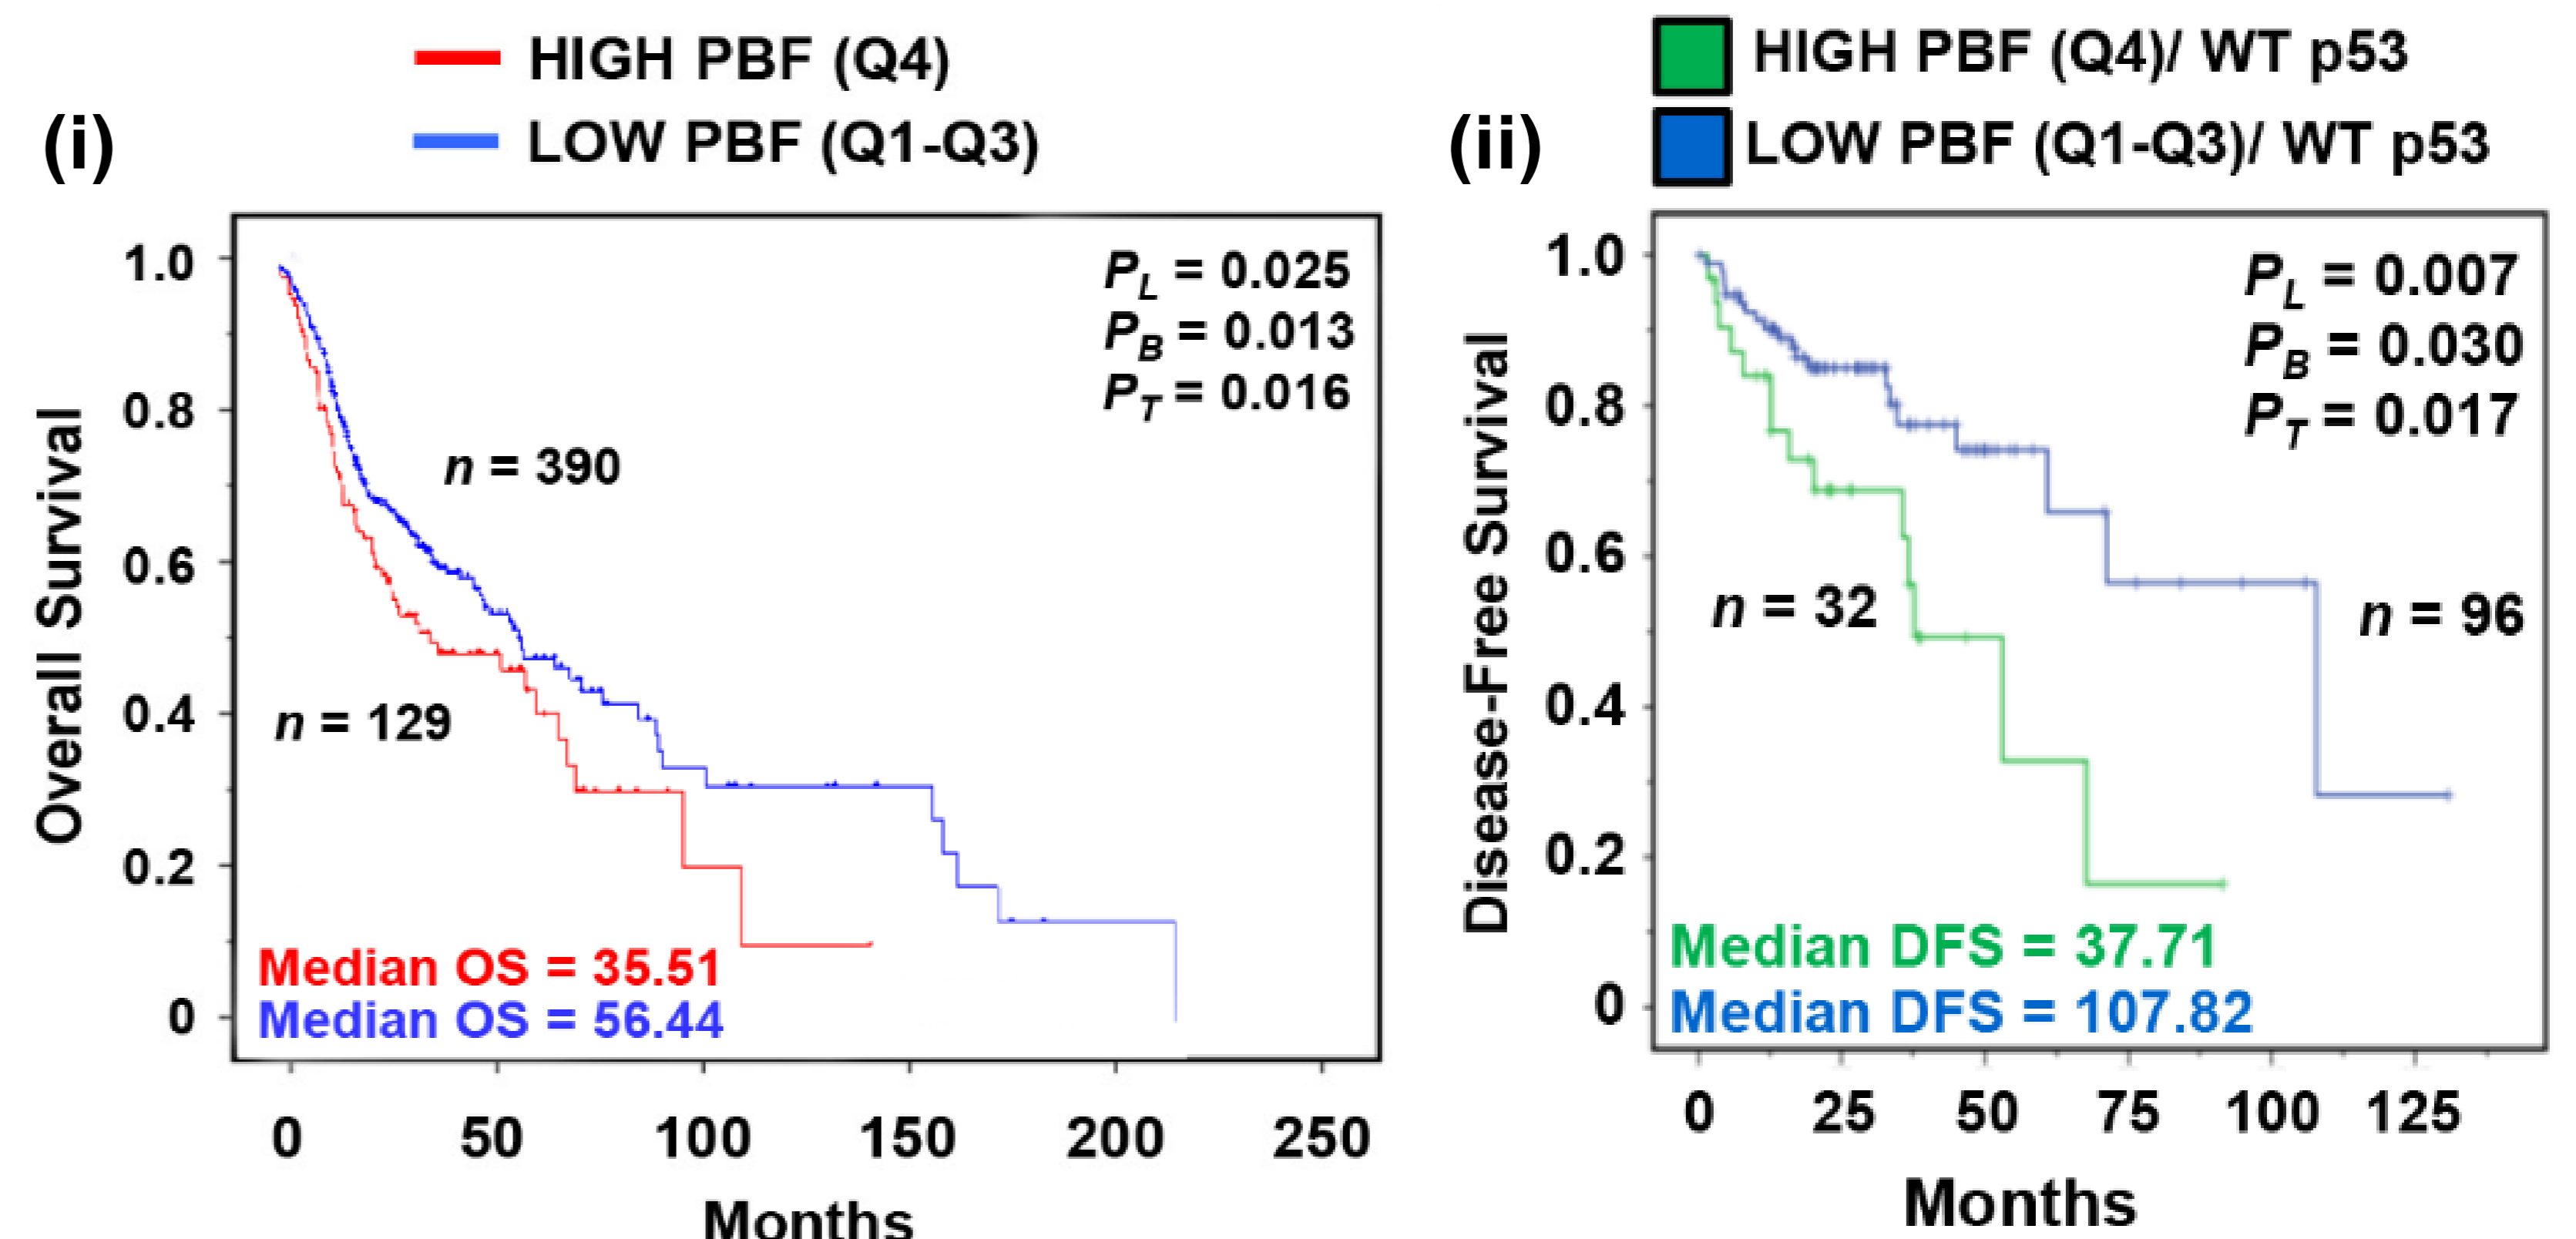 (i)
HIGH PBF (Q4)
LOW PBF (Q1-Q3)
Overall Survival
1.0
0.8
0.6
0.4
0.2
0
P_L = 0.025
P_B = 0.013
P_T = 0.016
n = 390
n = 129
Median OS = 35.51
Median OS = 56.44
0 50 100 150 200 250
Months
(ii)
HIGH PBF (Q4)/ WT p53
LOW PBF (Q1-Q3)/ WT p53
Disease-Free Survival
1.0
0.8
0.6
0.4
0.2
0
P_L = 0.007
P_B = 0.030
P_T = 0.017
n = 32
n = 96
Median DFS = 37.71
Median DFS = 107.82
0 25 50 75 100 125
Months